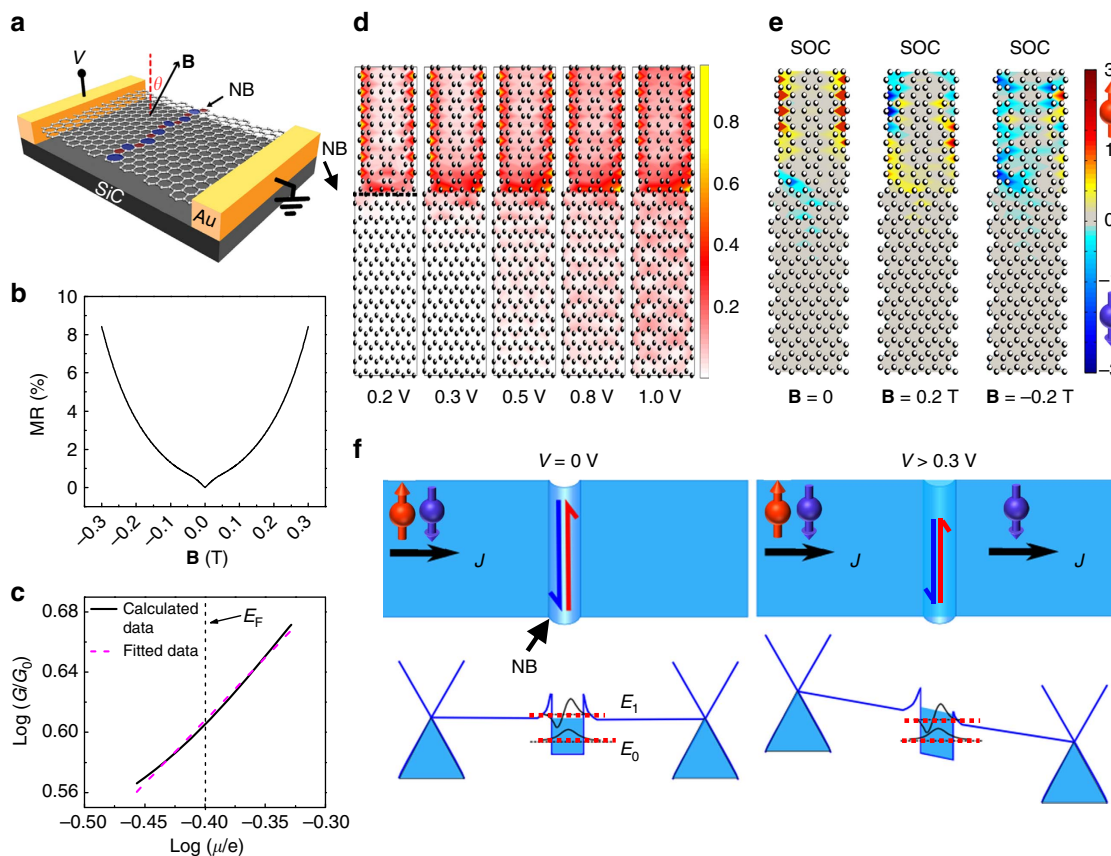 a
V
B
θ
NB
NB
SiC
Au
b
MR (%)
10
8
6
4
2
0
−0.3
−0.2
−0.1
0.0
0.1
0.2
0.3
B (T)
c
Log (G/G0)
0.68
0.64
0.60
0.56
Calculated
data
Fitted data
EF
−0.50
−0.45
−0.40
−0.35
−0.30
Log (μ/e)
d
0.8
0.6
0.4
0.2
0.2 V
0.3 V
0.5 V
0.8 V
1.0 V
e
SOC
SOC
SOC
3
1
0
B = 0
B = 0.2 T
B = −0.2 T
f
V = 0 V
V > 0.3 V
J
J
NB
E1
E0